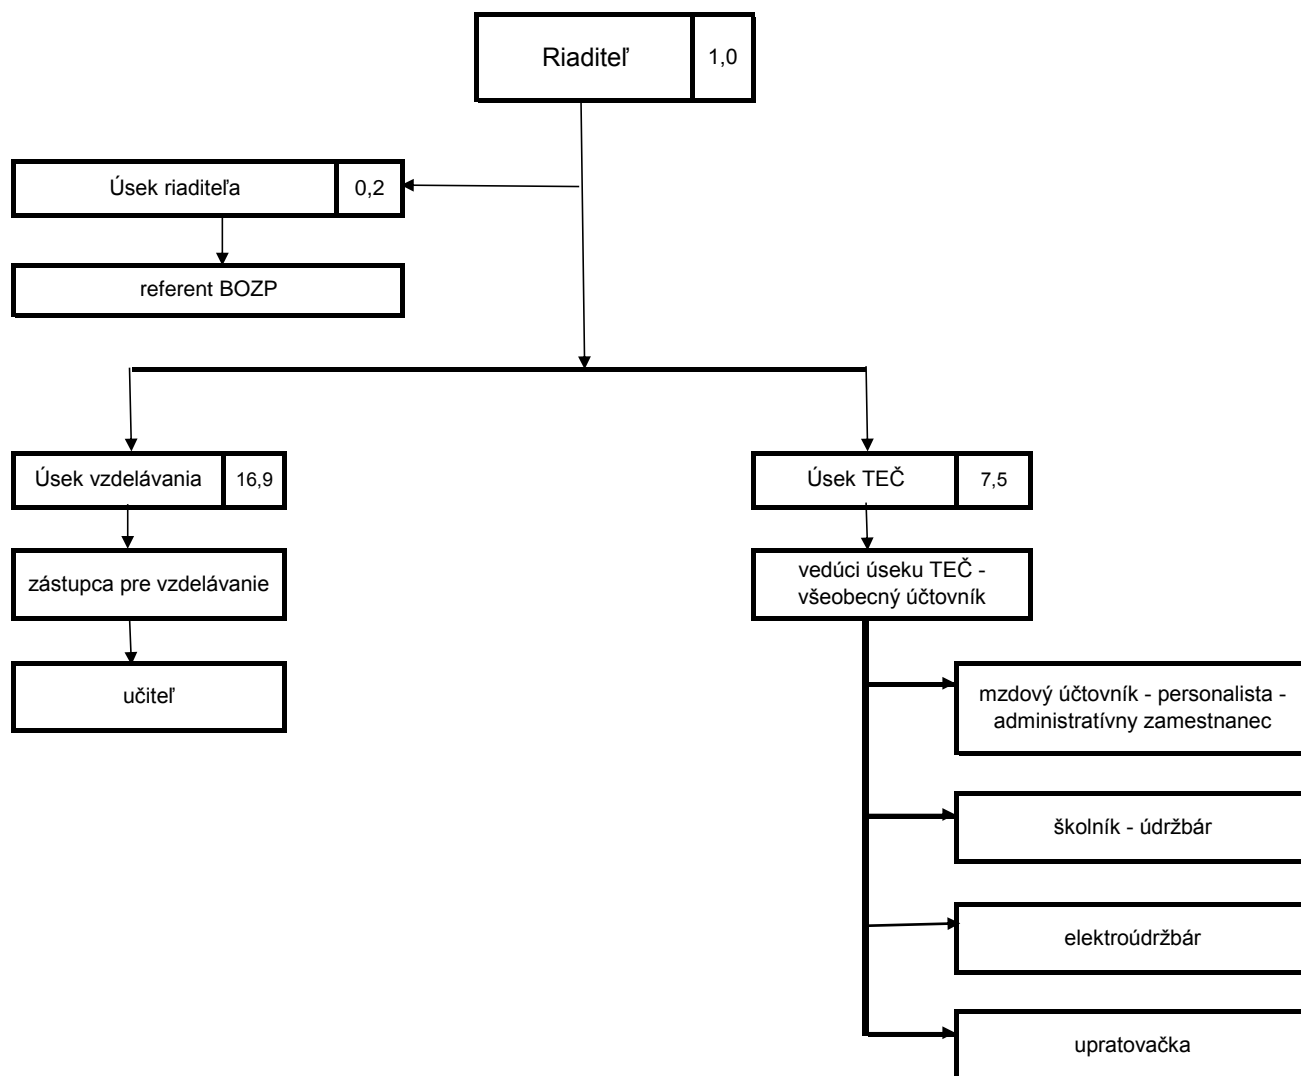 Riaditeľ 1,0
Úsek riaditeľa 0,2
referent BOZP
Úsek vzdelávania 16,9
Úsek TEČ 7,5
zástupca pre vzdelávanie
vedúci úseku TEČ -
všeobecný účtovník
učiteľ
mzdový účtovník - personalista -
administratívny zamestnanec
školník - údržbár
elektroúdržbár
upratovačka